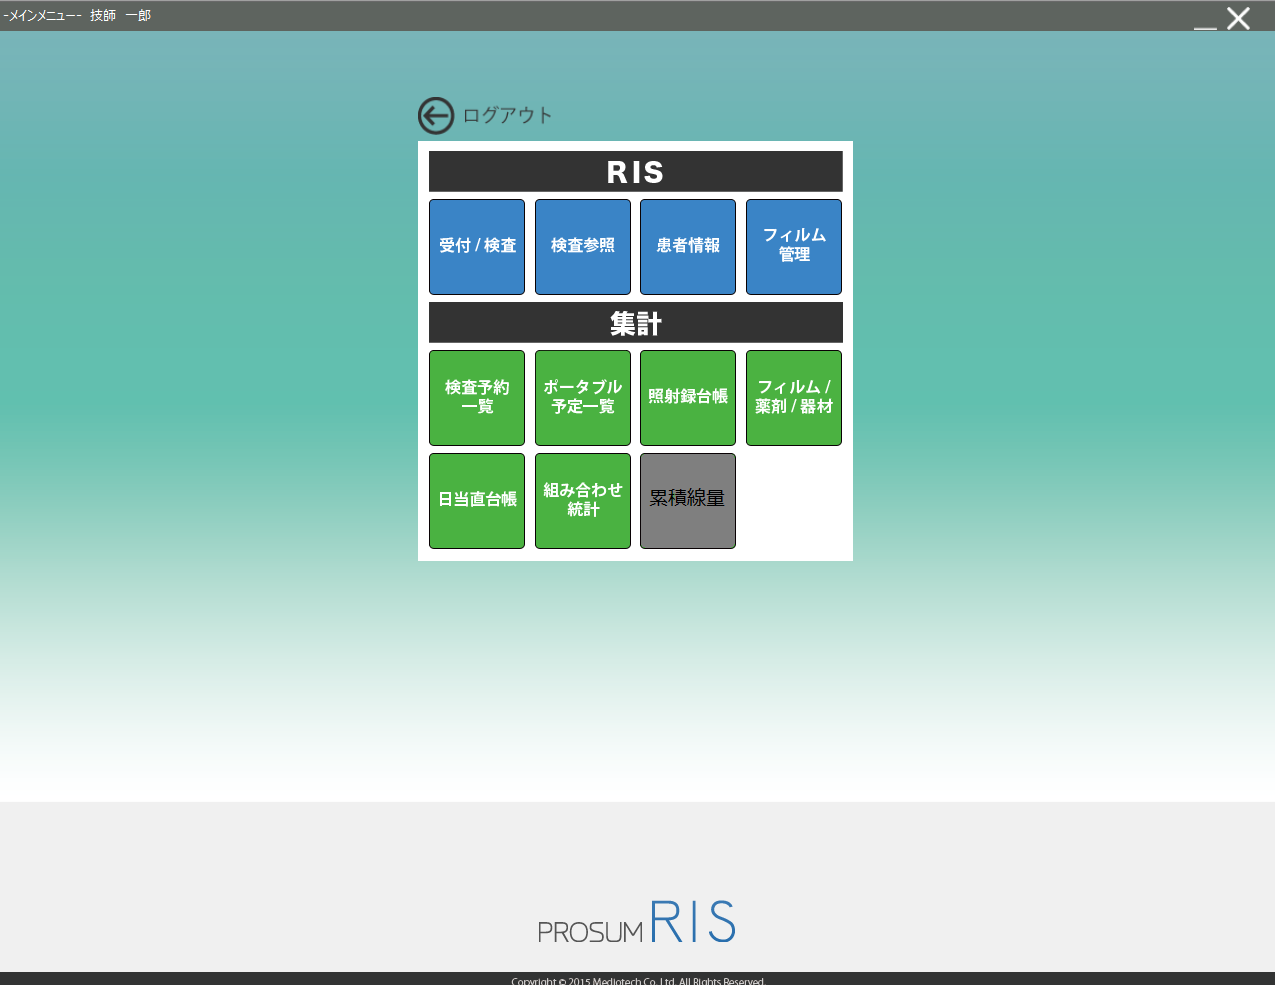 -メインメニュー- 技師 一郎
ログアウト
RIS
受付 / 検査
検査参照
患者情報
フィルム
管理
集計
検査予約
一覧
ポータブル
予定一覧
照射録台帳
フィルム /
薬剤 / 器材
日当直台帳
組み合わせ
統計
累積線量
PROSUM RIS
Copyright © 2015 Mediotech Co., Ltd. All Rights Reserved.